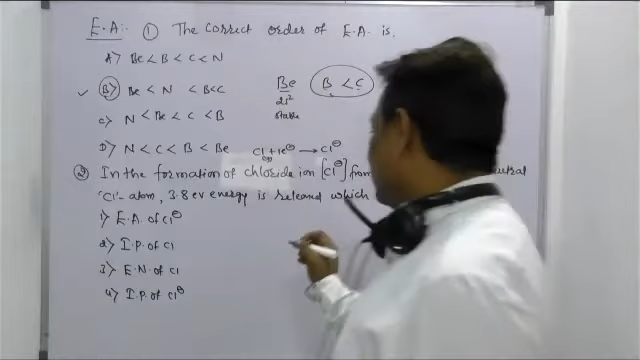 E.A:- ① The correct order of E.A. is.
A> Be < B < C < N
B> Be < N < B < C
Be B < C
2s²
stable
C> N < Be < C < B
D> N < C < B < Be
Cl + 1e⊖ → Cl⊖
(g)
② In the formation of chloride ion [Cl⊖] from neutral
'Cl'-atom, 3.8 ev energy is released which
1> E.A. of Cl⊖
2> I.P. of Cl
3> E.N. of Cl
4> I.P. of Cl⊖